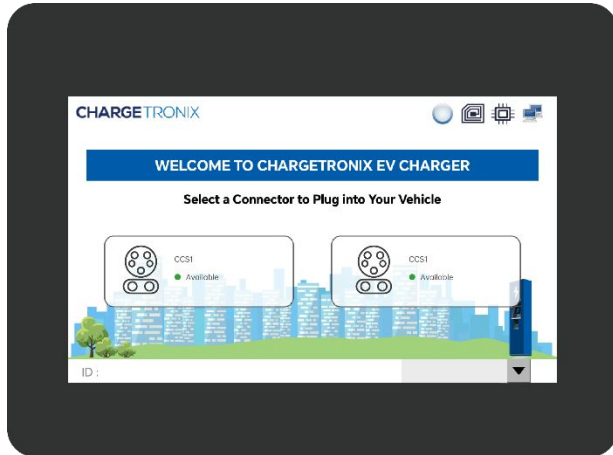 CHARGETRONIX
WELCOME TO CHARGETRONIX EV CHARGER
Select a Connector to Plug into Your Vehicle
CCS1
Available
CCS1
Available
ID :